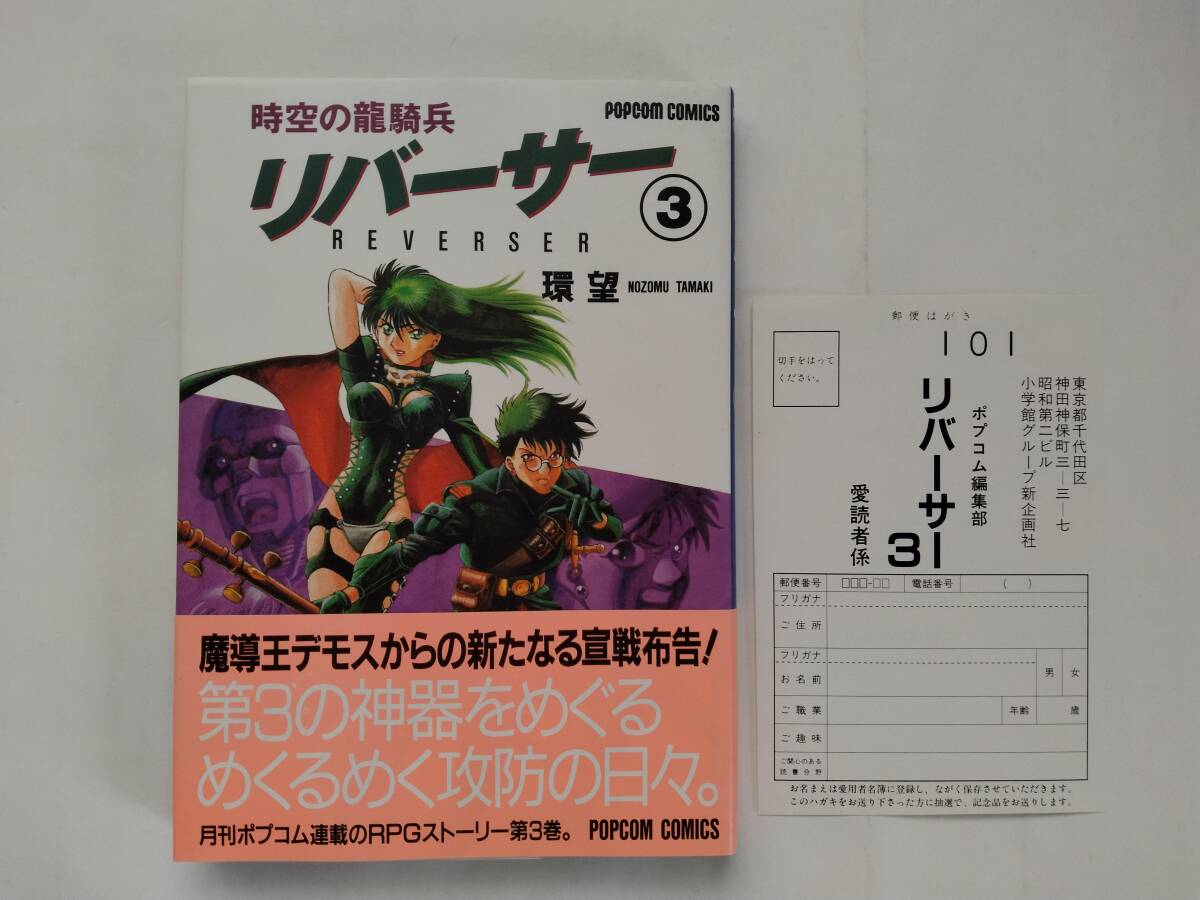 時空の龍騎兵
POPCOM COMICS
リバーサー
3
REVERSER
環 望 NOZOMU TAMAKI
魔導王デモスからの新たなる宣戦布告!
第3の神器をめぐる
めくるめく攻防の日々。
月刊ポプコム連載のRPGストーリー第3巻。 POPCOM COMICS
郵便はがき
101
切手をはって
ください。
東京都千代田区
神田神保町三―三―七
昭和第二ビル
小学館グループ新企画社
ポプコム編集部
リバーサー3
愛読者係
郵便番号 □□□-□□ 電話番号 ( )
フリガナ
ご住所
フリガナ
お名前 男 女
ご職業 年齢 歳
ご趣味
ご関心のある
読書分野
お名まえは愛用者名簿に登録し、ながく保存させていただきます。
このハガキをお送り下さった方に抽選で、記念品をお送りします。